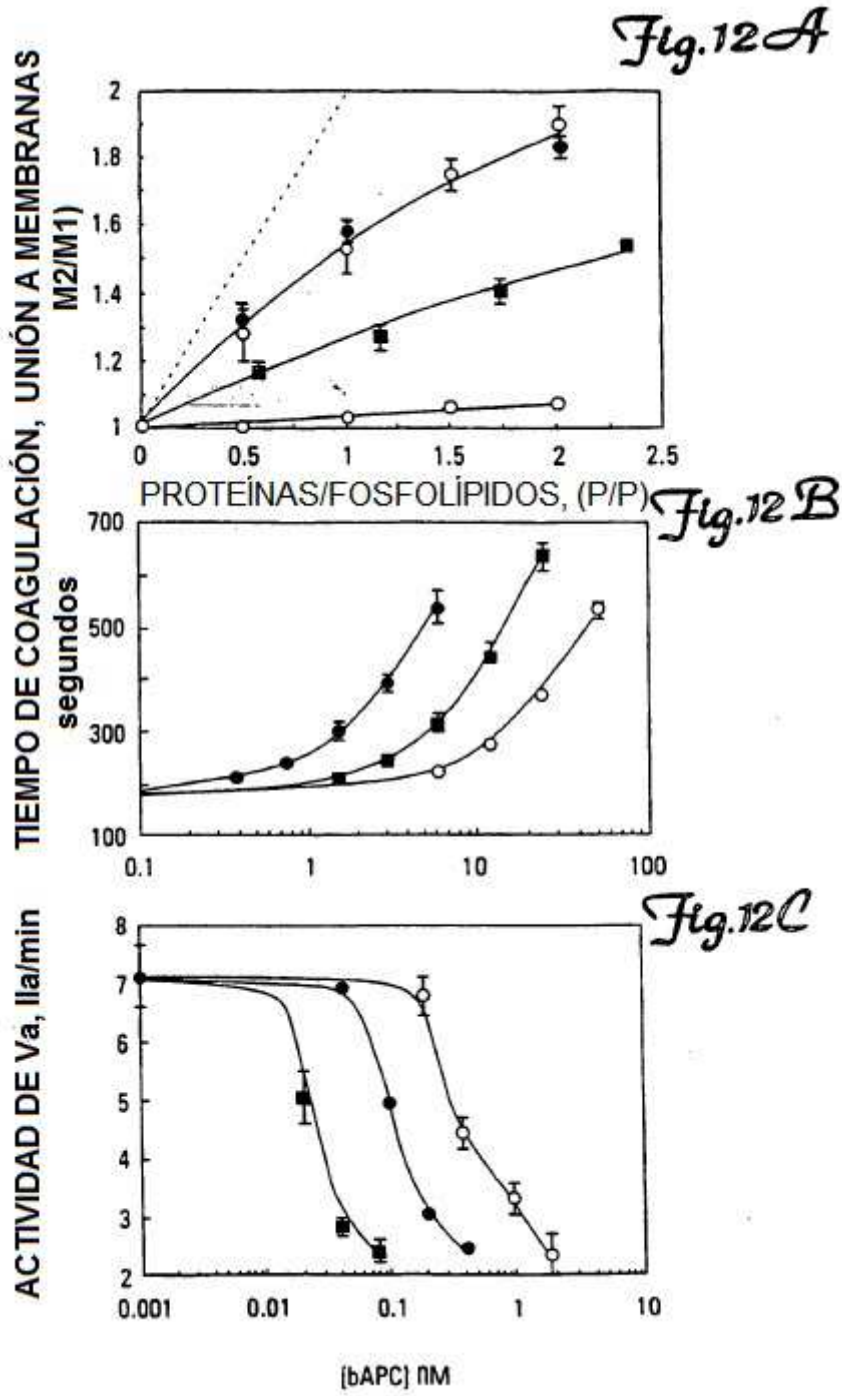 Fig.12A
TIEMPO DE COAGULACIÓN, UNIÓN A MEMBRANAS
M2/M1)
2
1.8
1.6
1.4
1.2
1
0 0.5 1 1.5 2 2.5
PROTEÍNAS/FOSFOLÍPIDOS, (P/P)
Fig.12B
segundos
700
500
300
100
0.1 1 10 100
Fig.12C
ACTIVIDAD DE Va, IIa/min
8
7
6
5
4
3
2
0.001 0.01 0.1 1 10
[bAPC] nM